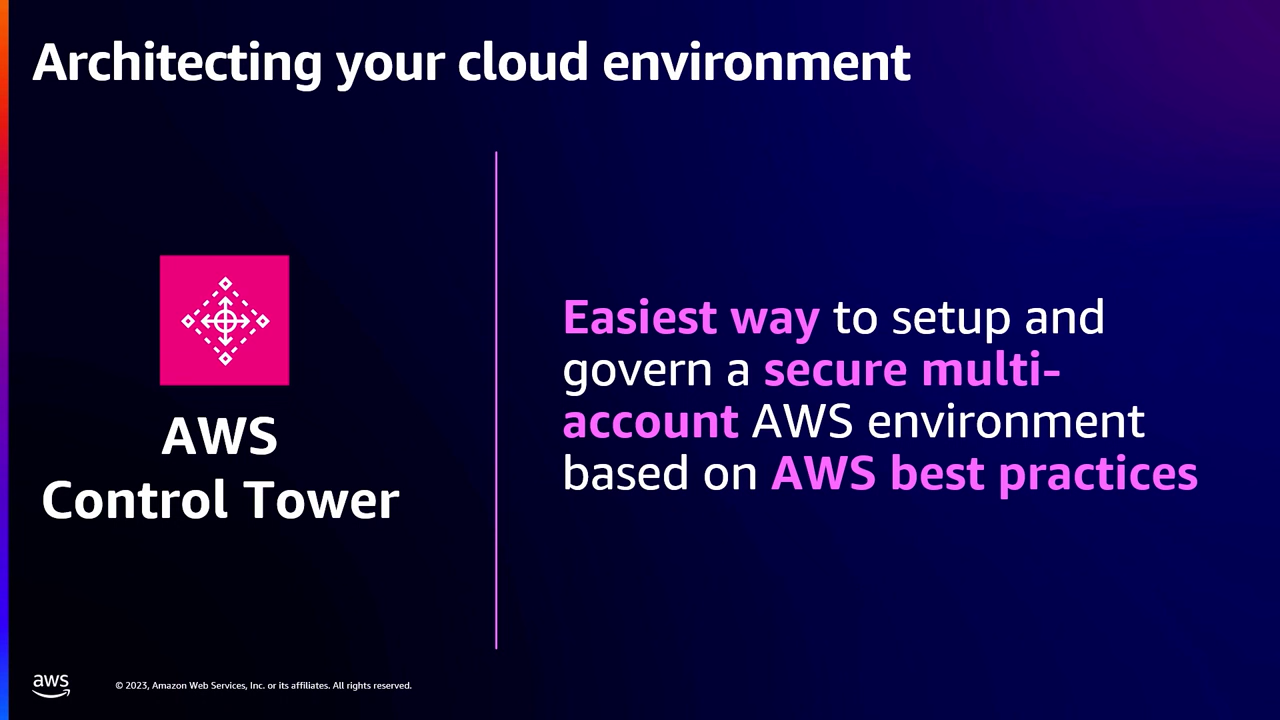 Architecting your cloud environment
AWS
Control Tower
Easiest way to setup and
govern a secure multi-
account AWS environment
based on AWS best practices
aws
© 2023, Amazon Web Services, Inc. or its affiliates. All rights reserved.